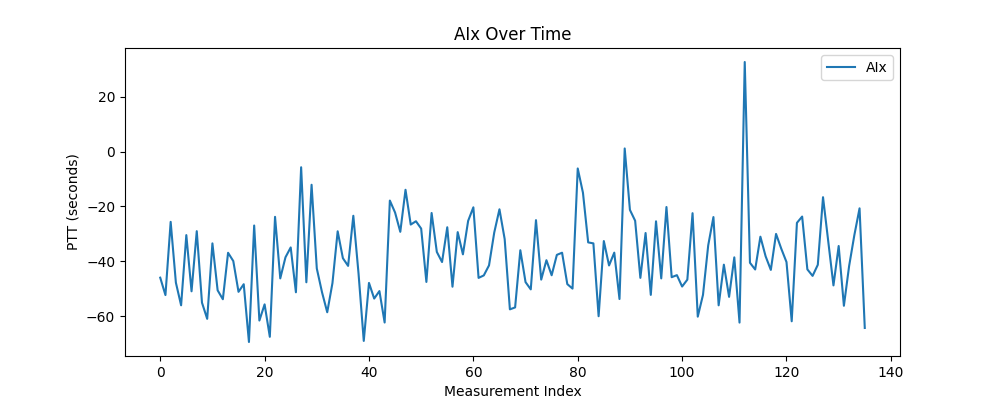 AIx Over Time
AIx
PTT (seconds)
20
0
−20
−40
−60
0 20 40 60 80 100 120 140
Measurement Index